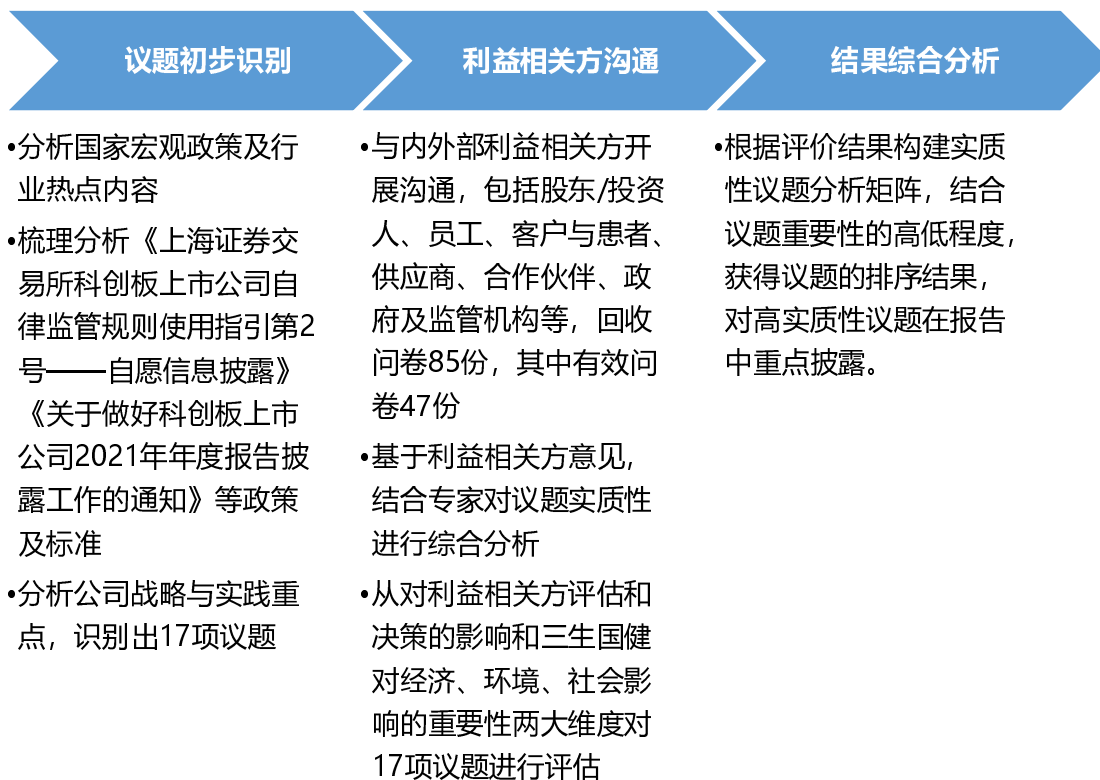 议题初步识别
利益相关方沟通
结果综合分析
•分析国家宏观政策及行
业热点内容
•梳理分析《上海证券交
易所科创板上市公司自
律监管规则使用指引第2
号——自愿信息披露》
《关于做好科创板上市
公司2021年年度报告披
露工作的通知》等政策
及标准
•分析公司战略与实践重
点，识别出17项议题
•与内外部利益相关方开
展沟通，包括股东/投资
人、员工、客户与患者、
供应商、合作伙伴、政
府及监管机构等，回收
问卷85份，其中有效问
卷47份
•基于利益相关方意见，
结合专家对议题实质性
进行综合分析
•从对利益相关方评估和
决策的影响和三生国健
对经济、环境、社会影
响的重要性两大维度对
17项议题进行评估
•根据评价结果构建实质
性议题分析矩阵，结合
议题重要性的高低程度，
获得议题的排序结果，
对高实质性议题在报告
中重点披露。